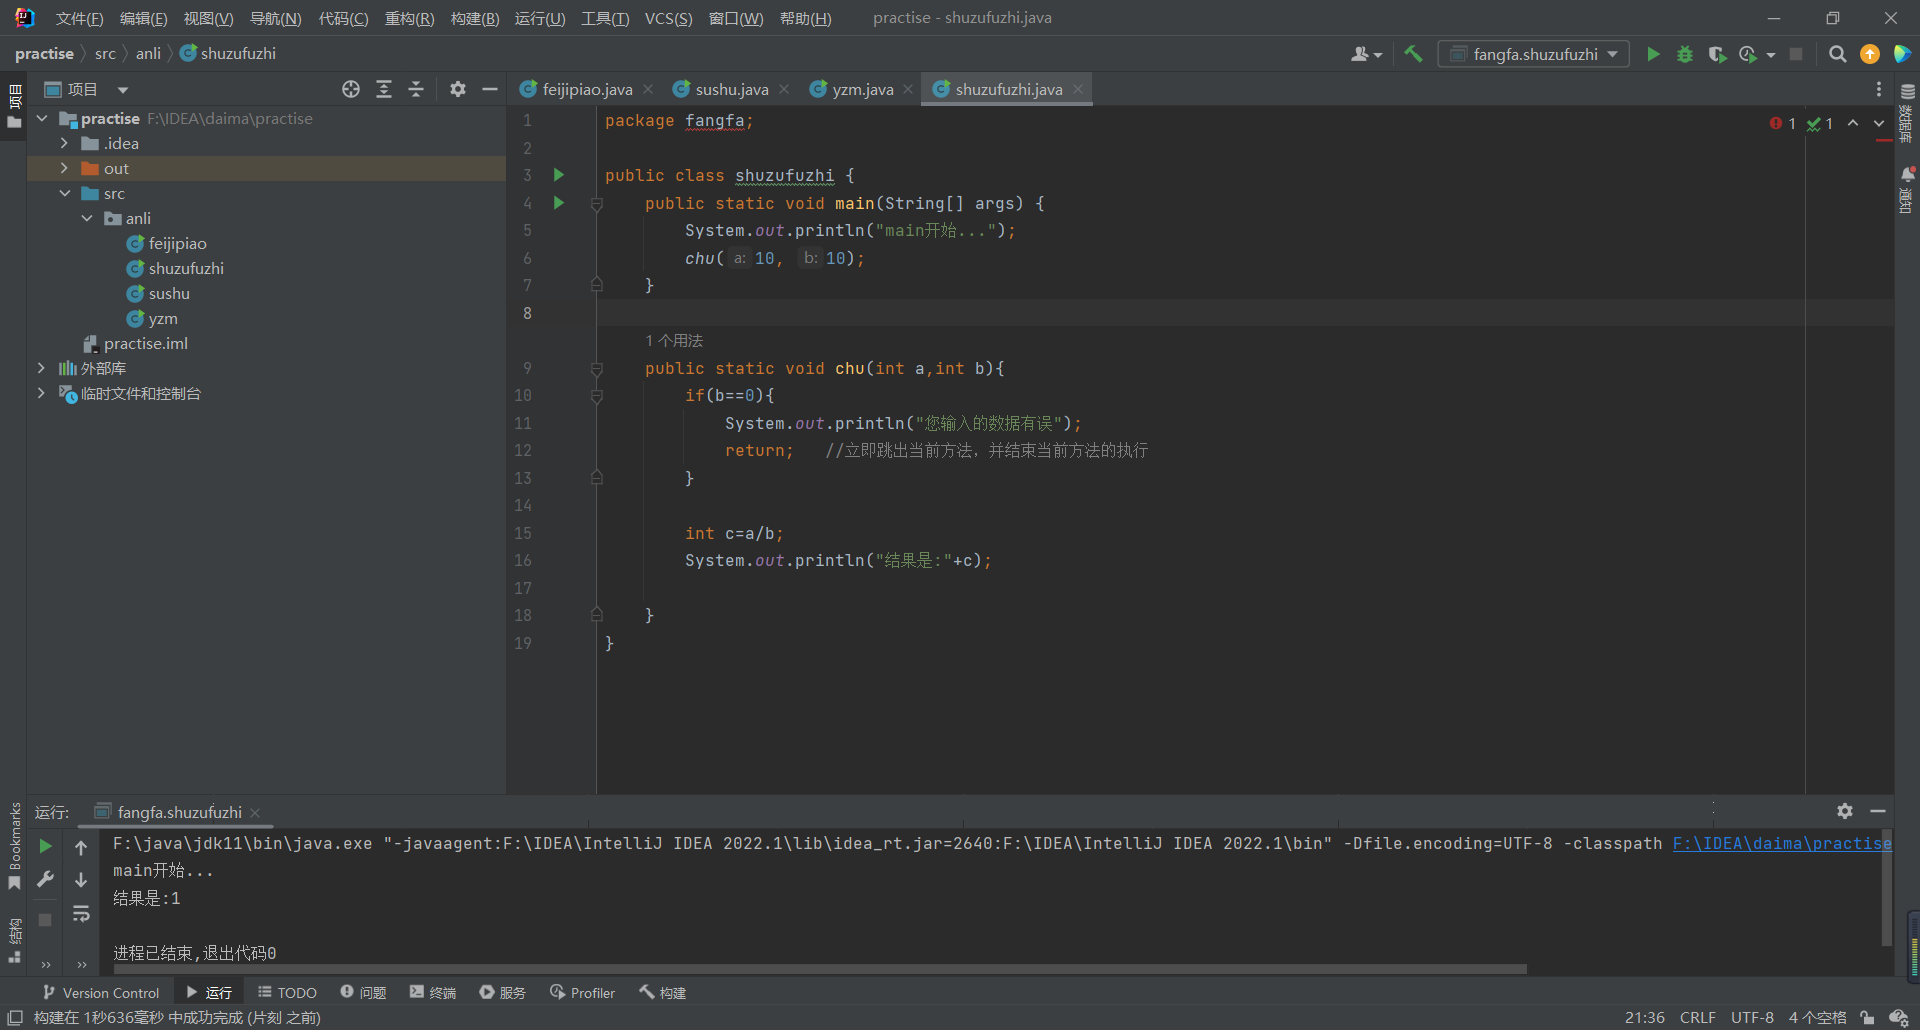 文件(F) 编辑(E) 视图(V) 导航(N) 代码(C) 重构(R) 构建(B) 运行(U) 工具(T) VCS(S) 窗口(W) 帮助(H) practise - shuzufuzhi.java
practise src anli shuzufuzhi fangfa.shuzufuzhi
项目
feijipiao.java sushu.java yzm.java shuzufuzhi.java
项目
practise F:\IDEA\daima\practise
.idea
out
src
anli
feijipiao
shuzufuzhi
sushu
yzm
practise.iml
外部库
临时文件和控制台
1 package fangfa;
1 1
2
3 public class shuzufuzhi {
4 public static void main(String[] args) {
5 System.out.println("main开始...");
6 chu( a: 10, b: 10);
7 }
8
1 个用法
9 public static void chu(int a,int b){
10 if(b==0){
11 System.out.println("您输入的数据有误");
12 return; //立即跳出当前方法，并结束当前方法的执行
13 }
14
15 int c=a/b;
16 System.out.println("结果是:"+c);
17
18 }
19 }
数据库
通知
Bookmarks
结构
运行: fangfa.shuzufuzhi
F:\java\jdk11\bin\java.exe "-javaagent:F:\IDEA\IntelliJ IDEA 2022.1\lib\idea_rt.jar=2640:F:\IDEA\IntelliJ IDEA 2022.1\bin" -Dfile.encoding=UTF-8 -classpath F:\IDEA\daima\practise
main开始...
结果是:1
进程已结束,退出代码0
Version Control 运行 TODO 问题 终端 服务 Profiler 构建
构建在 1秒636毫秒 中成功完成 (片刻 之前) 21:36 CRLF UTF-8 4 个空格